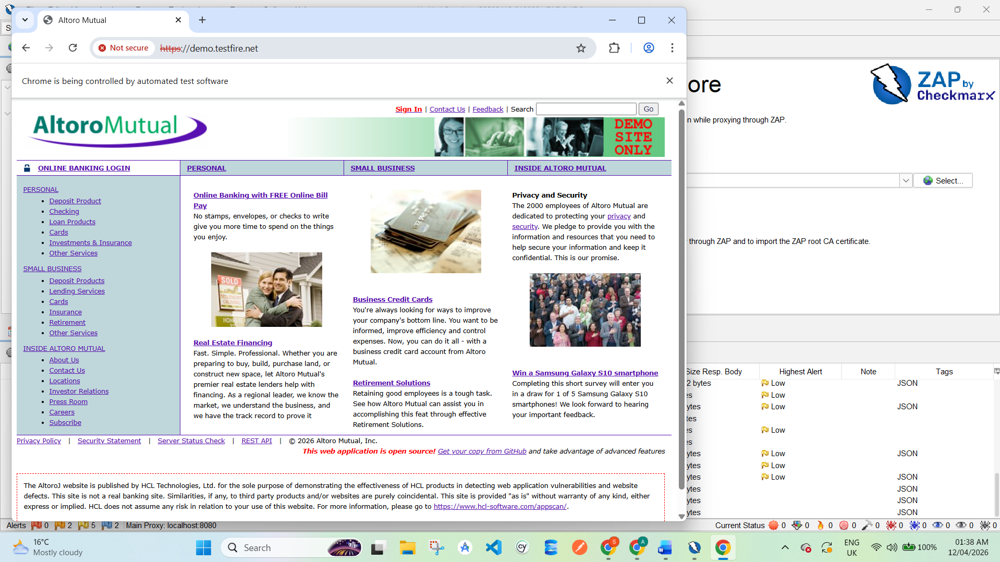 Altoro Mutual
Not secure
https://demo.testfire.net
Chrome is being controlled by automated test software
Sign In | Contact Us | Feedback | Search
Go
AltoroMutual
DEMO
SITE
ONLY
ONLINE BANKING LOGIN
PERSONAL
SMALL BUSINESS
INSIDE ALTORO MUTUAL
PERSONAL
Deposit Product
Checking
Loan Products
Cards
Investments & Insurance
Other Services
SMALL BUSINESS
Deposit Products
Lending Services
Cards
Insurance
Retirement
Other Services
INSIDE ALTORO MUTUAL
About Us
Contact Us
Locations
Investor Relations
Press Room
Careers
Subscribe
Online Banking with FREE Online Bill
Pay
No stamps, envelopes, or checks to write
give you more time to spend on the things
you enjoy.
SOLD
Real Estate Financing
Fast. Simple. Professional. Whether you are
preparing to buy, build, purchase land, or
construct new space, let Altoro Mutual's
premier real estate lenders help with
financing. As a regional leader, we know the
market, we understand the business, and
we have the track record to prove it
Business Credit Cards
You're always looking for ways to improve
your company's bottom line. You want to be
informed, improve efficiency and control
expenses. Now, you can do it all - with a
business credit card account from Altoro
Mutual.
Retirement Solutions
Retaining good employees is a tough task.
See how Altoro Mutual can assist you in
accomplishing this feat through effective
Retirement Solutions.
Privacy and Security
The 2000 employees of Altoro Mutual are
dedicated to protecting your privacy and
security. We pledge to provide you with the
information and resources that you need to
help secure your information and keep it
confidential. This is our promise.
Win a Samsung Galaxy S10 smartphone
Completing this short survey will enter you
in a draw for 1 of 5 Samsung Galaxy S10
smartphones! We look forward to hearing
your important feedback.
Privacy Policy | Security Statement | Server Status Check | REST API | © 2026 Altoro Mutual, Inc.
This web application is open source! Get your copy from GitHub and take advantage of advanced features
The AltoroJ website is published by HCL Technologies, Ltd. for the sole purpose of demonstrating the effectiveness of HCL products in detecting web application vulnerabilities and website
defects. This site is not a real banking site. Similarities, if any, to third party products and/or websites are purely coincidental. This site is provided "as is" without warranty of any kind, either
express or implied. HCL does not assume any risk in relation to your use of this website. For more information, please go to https://www.hcl-software.com/appscan/.
ore
ZAP by
Checkmarx
n while proxying through ZAP.
Select...
through ZAP and to import the ZAP root CA certificate.
Size Resp. Body Highest Alert Note Tags
2 bytes Low JSON
es Low
ytes Low JSON
tes
es Low
es
ytes Low JSON
ytes Low
ytes Low JSON
ytes JSON
ytes JSON
ytes JSON
Alerts 0 2 5 2 Main Proxy: localhost:8080
Current Status 0 0 0 0 0 0 0 0 0 0
16°C
Mostly cloudy
Search
cy
S
A
W
ENG
UK
100%
01:38 AM
12/04/2026